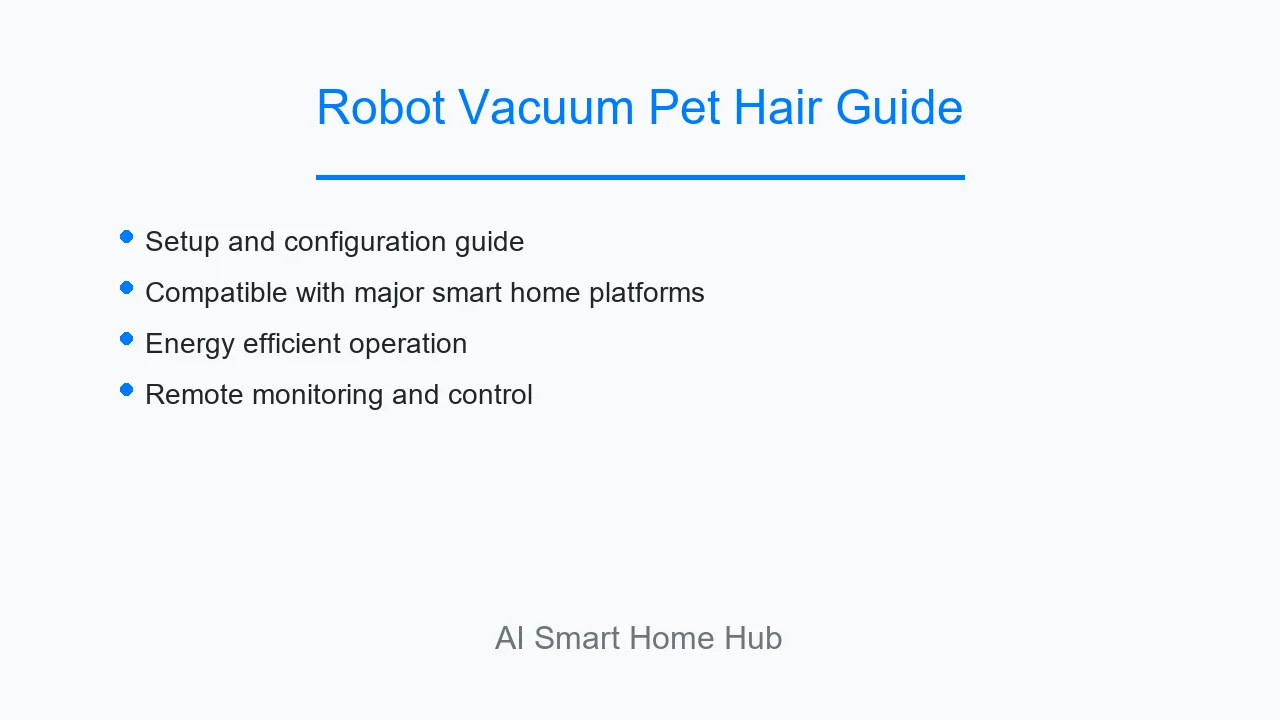 Robot Vacuum Pet Hair Guide
Setup and configuration guide
Compatible with major smart home platforms
Energy efficient operation
Remote monitoring and control
AI Smart Home Hub